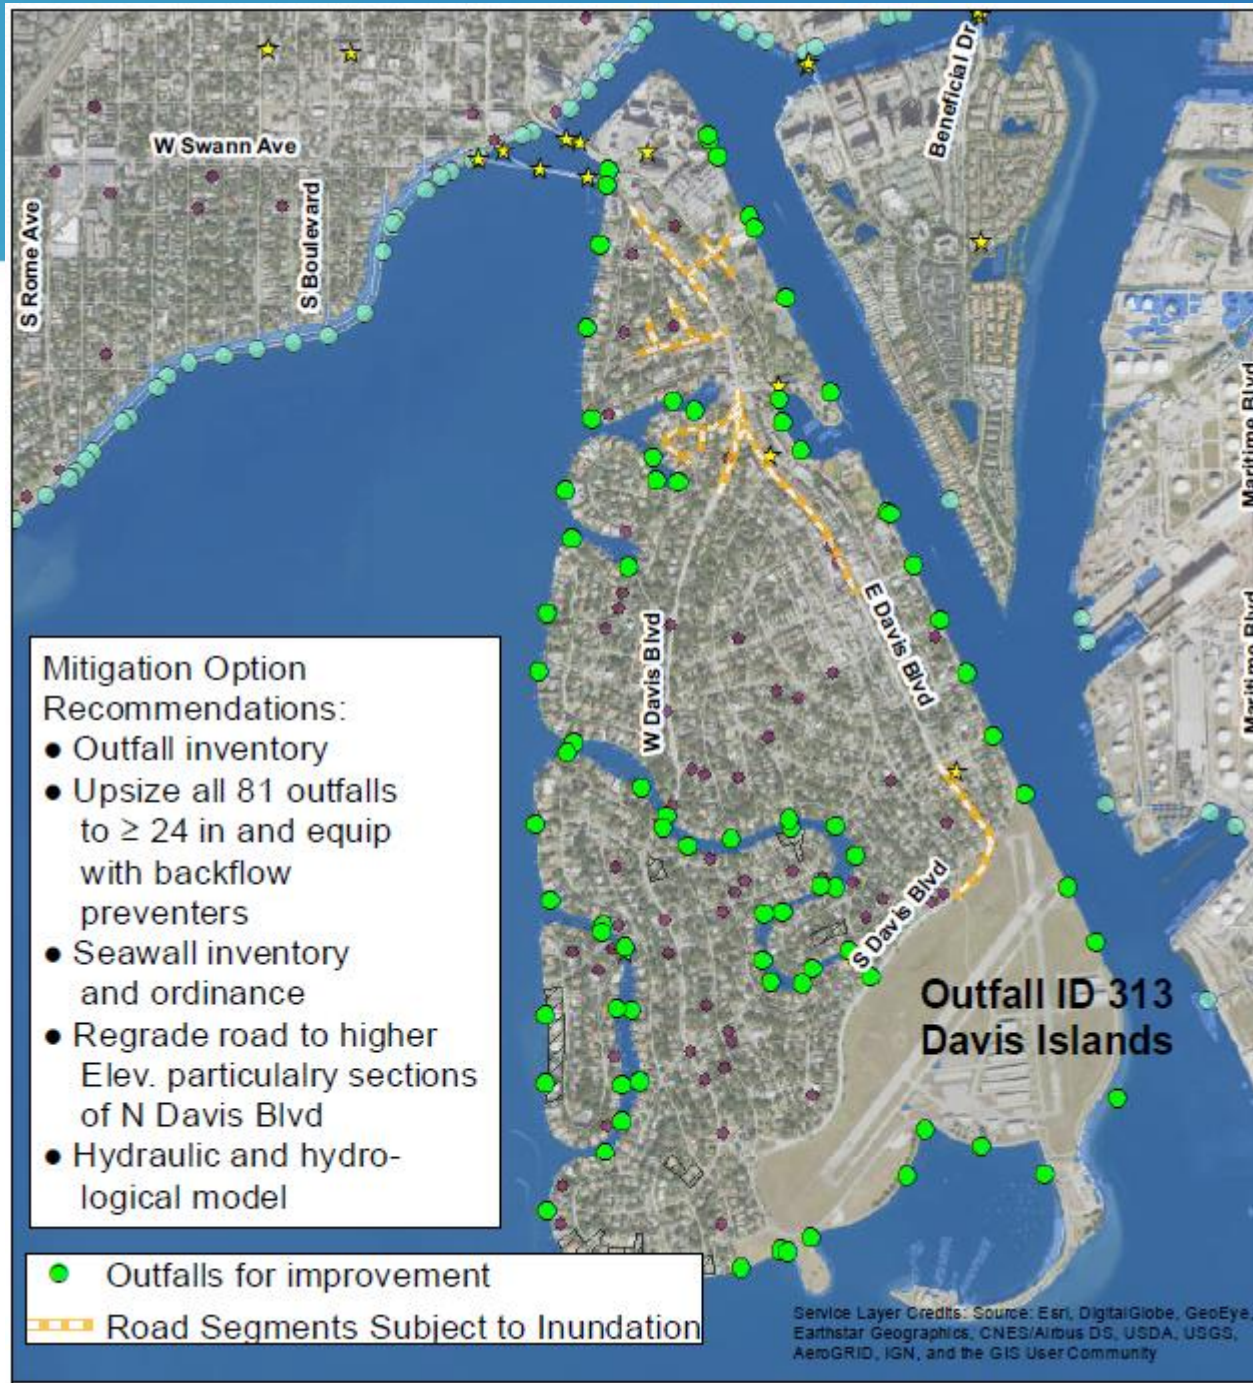 W Swann Ave
S Rome Ave
S Boulevard
Beneficial Dr
Maritime Blvd
Maritime Blvd
W Davis Blvd
E Davis Blvd
S Davis Blvd
Outfall ID 313
Davis Islands
Mitigation Option
Recommendations:
● Outfall inventory
● Upsize all 81 outfalls
to ≥ 24 in and equip
with backflow
preventers
● Seawall inventory
and ordinance
● Regrade road to higher
Elev. particulalry sections
of N Davis Blvd
● Hydraulic and hydro-
logical model
Outfalls for improvement
Road Segments Subject to Inundation
Service Layer Credits: Source: Esri, DigitalGlobe, GeoEye,
Earthstar Geographics, CNES/Airbus DS, USDA, USGS,
AeroGRID, IGN, and the GIS User Community